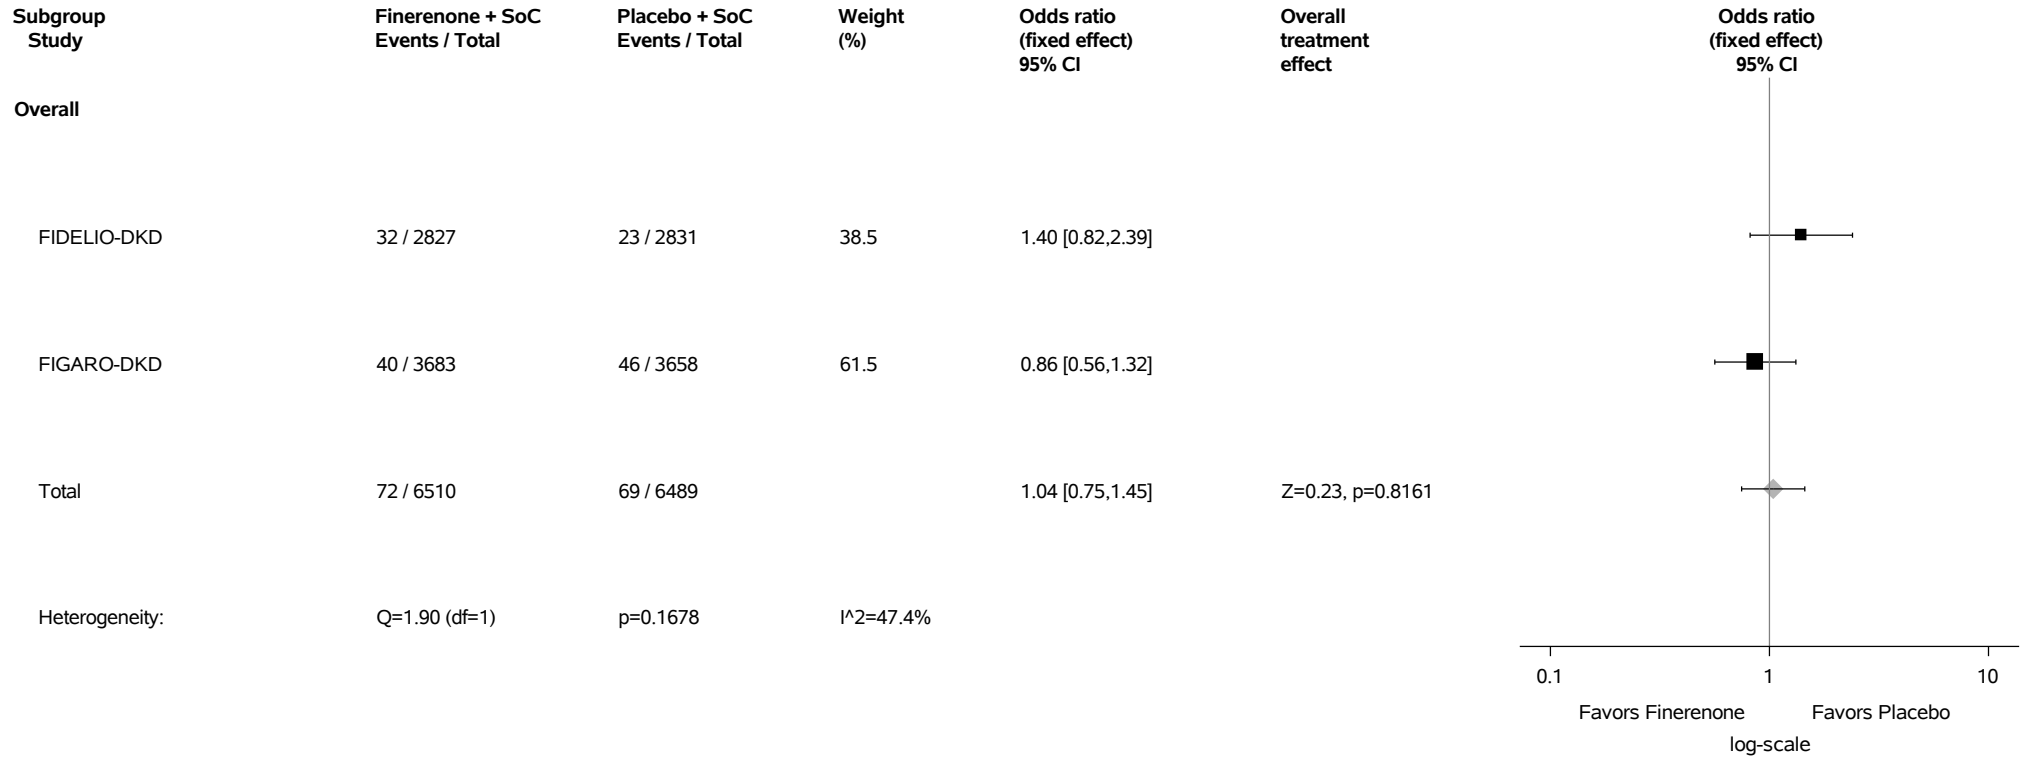 Subgroup Finerenone + SoC Placebo + SoC Weight Odds ratio Overall Odds ratio
Study Events / Total Events / Total (%) (fixed effect) treatment (fixed effect)
95% CI effect 95% CI
Overall
FIDELIO-DKD 32 / 2827 23 / 2831 38.5 1.40 [0.82,2.39]
FIGARO-DKD 40 / 3683 46 / 3658 61.5 0.86 [0.56,1.32]
Total 72 / 6510 69 / 6489 1.04 [0.75,1.45] Z=0.23, p=0.8161
Heterogeneity: Q=1.90 (df=1) p=0.1678 I^2=47.4%
0.1 1 10
Favors Finerenone Favors Placebo
log-scale